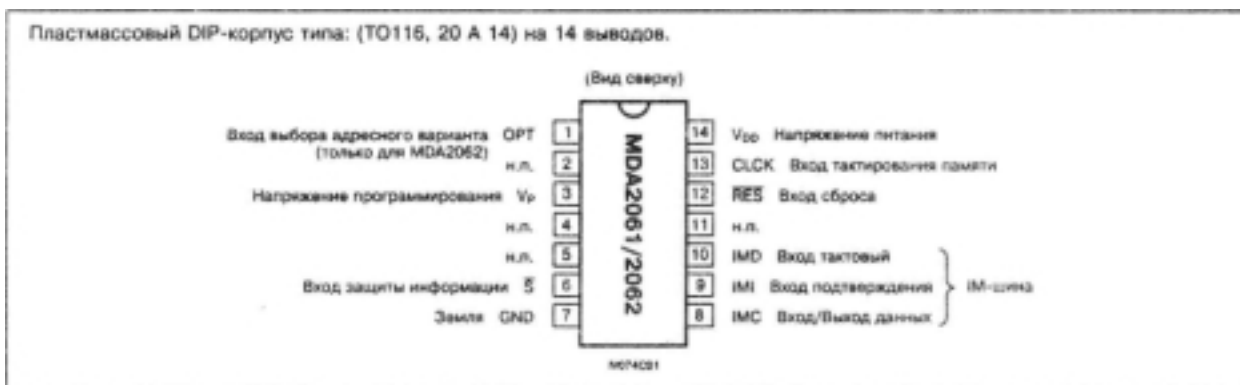 Пластмассовый DIP-корпус типа: (TO116, 20 A 14) на 14 выводов.
(Вид сверху)
Вход выбора адресного варианта OPT 1
(только для MDA2062)
н.п. 2
Напряжение программирования VP 3
н.п. 4
н.п. 5
Вход защиты информации S̅ 6
Земля GND 7
MDA2061/2062
14 VDD Напряжение питания
13 CLCK Вход тактирования памяти
12 R̅E̅S̅ Вход сброса
11 н.п.
10 IMD Вход тактовый
9 IMI Вход подтверждения
8 IMC Вход/Выход данных
IM-шина